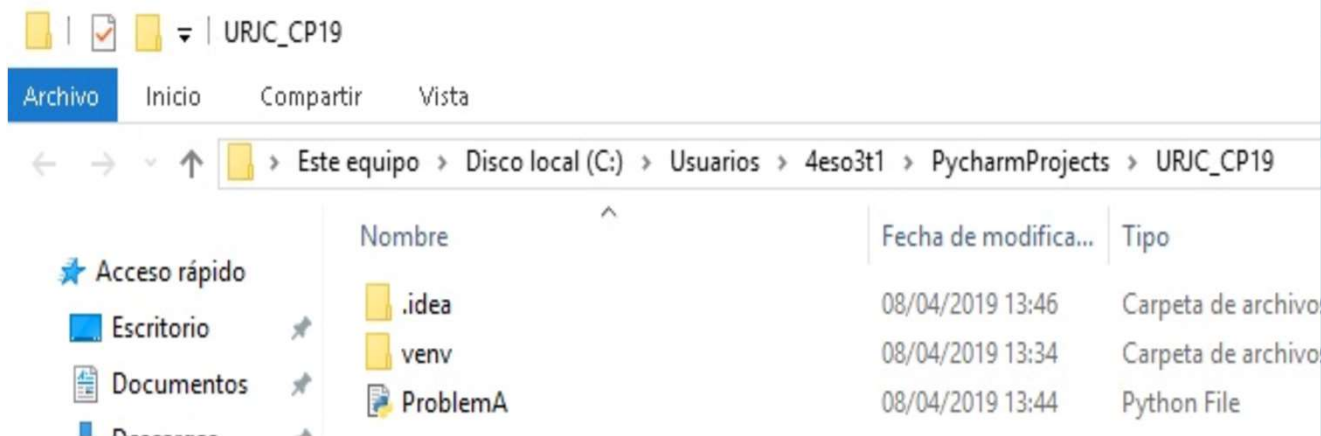 URJC_CP19
Archivo Inicio Compartir Vista
Este equipo > Disco local (C:) > Usuarios > 4eso3t1 > PycharmProjects > URJC_CP19
Nombre Fecha de modifica... Tipo
Acceso rápido
.idea 08/04/2019 13:46 Carpeta de archivos
Escritorio
venv 08/04/2019 13:34 Carpeta de archivos
Documentos
ProblemA 08/04/2019 13:44 Python File